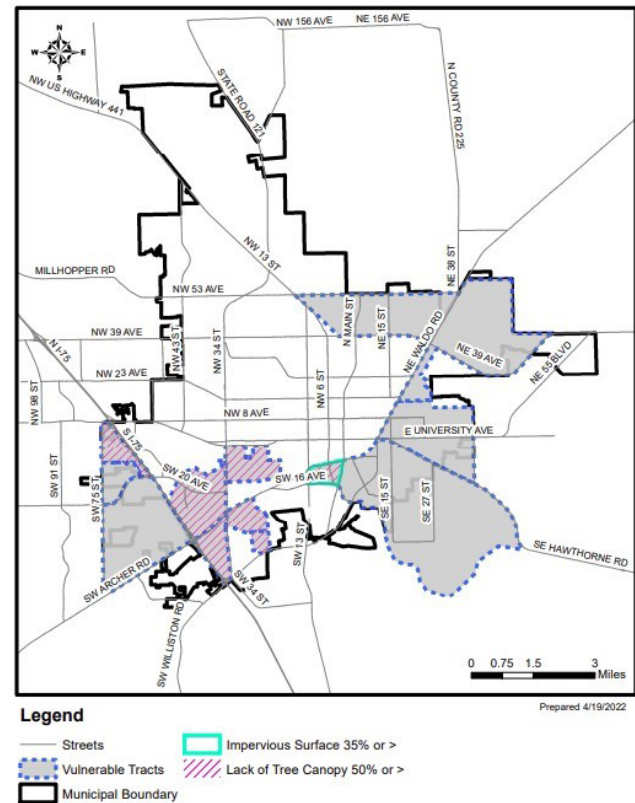 N
W E
S
NW 156 AVE
NE 156 AVE
NW US HIGHWAY 441
STATE ROAD 121
N COUNTY RD 225
NW 13 ST
NE 38 ST
MILLHOPPER RD
NW 53 AVE
N MAIN ST
NE 15 ST
NE WALDO RD
N I-75
NW 39 AVE
NW 43 ST
NW 34 ST
NE 39 AVE
NW 6 ST
NE 55 BLVD
NW 98 ST
NW 23 AVE
NW 8 AVE
E UNIVERSITY AVE
S I-75
SW 91 ST
SW 75 ST
SW 20 AVE
SW 16 AVE
SE 15 ST
SE 27 ST
SW 13 ST
SE HAWTHORNE RD
SW ARCHER RD
SW 34 ST
SW WILLISTON RD
0 0.75 1.5 3
Miles
Prepared 4/19/2022
Legend
Streets
Impervious Surface 35% or >
Vulnerable Tracts
Lack of Tree Canopy 50% or >
Municipal Boundary